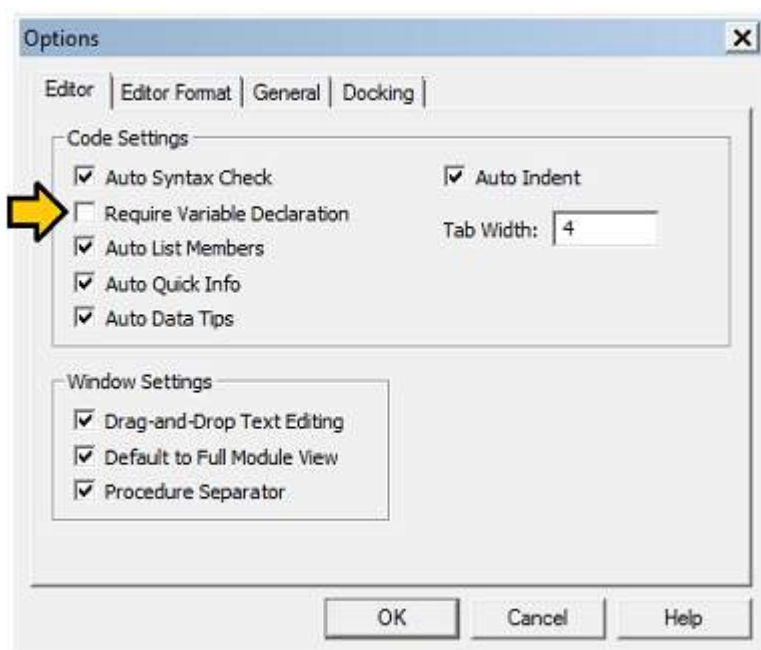 Options
Editor Editor Format General Docking
Code Settings
Auto Syntax Check Auto Indent
Require Variable Declaration
Tab Width: 4
Auto List Members
Auto Quick Info
Auto Data Tips
Window Settings
Drag-and-Drop Text Editing
Default to Full Module View
Procedure Separator
OK Cancel Help